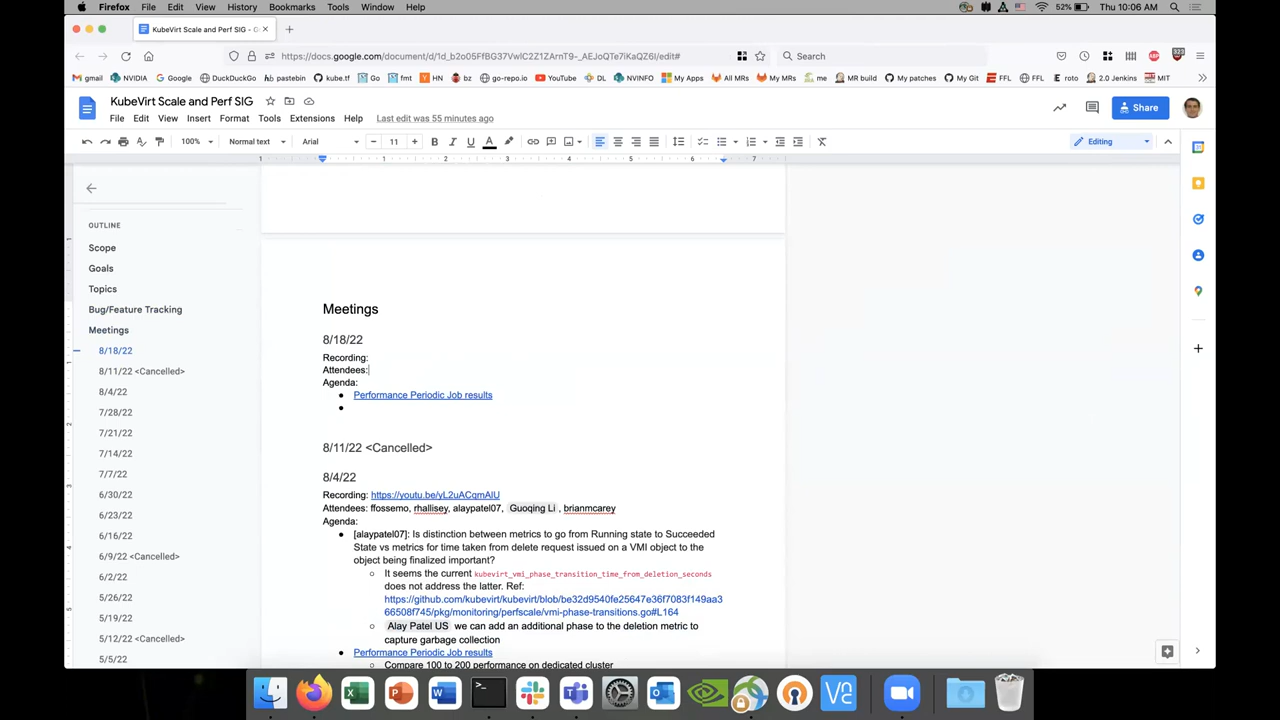 Firefox File Edit View History Bookmarks Tools Window Help 52% Thu 10:06 AM
KubeVirt Scale and Perf SIG - G
https://docs.google.com/document/d/1d_b2o05FfBG37VwlC2Z1ZArnT9-_AEJoQTe7iKaQZ6I/edit# Search
gmail NVIDIA Google DuckDuckGo pastebin kube.tf Go fmt HN bz go-repo.io YouTube DL NVINFO My Apps All MRs My MRs me MR build My patches My Git FFL FFL roto 2.0 Jenkins MIT
KubeVirt Scale and Perf SIG
File Edit View Insert Format Tools Extensions Help Last edit was 55 minutes ago
Share
100% Normal text Arial 11 Editing
1 1 2 3 4 5 6 7
OUTLINE
Scope
Goals
Topics
Bug/Feature Tracking
Meetings
8/18/22
8/11/22 <Cancelled>
8/4/22
7/28/22
7/21/22
7/14/22
7/7/22
6/30/22
6/23/22
6/16/22
6/9/22 <Cancelled>
6/2/22
5/26/22
5/19/22
5/12/22 <Cancelled>
5/5/22
Meetings
8/18/22
Recording:
Attendees:
Agenda:
● Performance Periodic Job results
●
8/11/22 <Cancelled>
8/4/22
Recording: https://youtu.be/yL2uACqmAlU
Attendees: ffossemo, rhallisey, alaypatel07, Guoqing Li , brianmcarey
Agenda:
● [alaypatel07]: Is distinction between metrics to go from Running state to Succeeded
State vs metrics for time taken from delete request issued on a VMI object to the
object being finalized important?
○ It seems the current kubevirt_vmi_phase_transition_time_from_deletion_seconds
does not address the latter. Ref:
https://github.com/kubevirt/kubevirt/blob/be32d9540fe25647e36f7083f149aa3
66508f745/pkg/monitoring/perfscale/vmi-phase-transitions.go#L164
○ Alay Patel US we can add an additional phase to the deletion metric to
capture garbage collection
● Performance Periodic Job results
○ Compare 100 to 200 performance on dedicated cluster